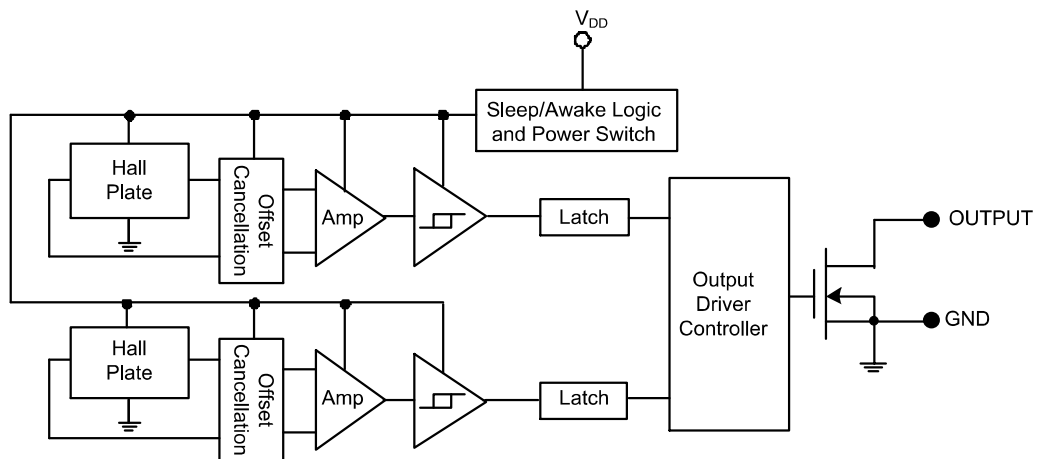 VDD
Sleep/Awake Logic
and Power Switch
Hall
Plate
Offset
Cancellation
Amp
Latch
OUTPUT
Output
Driver
Controller
GND
Hall
Plate
Offset
Cancellation
Amp
Latch